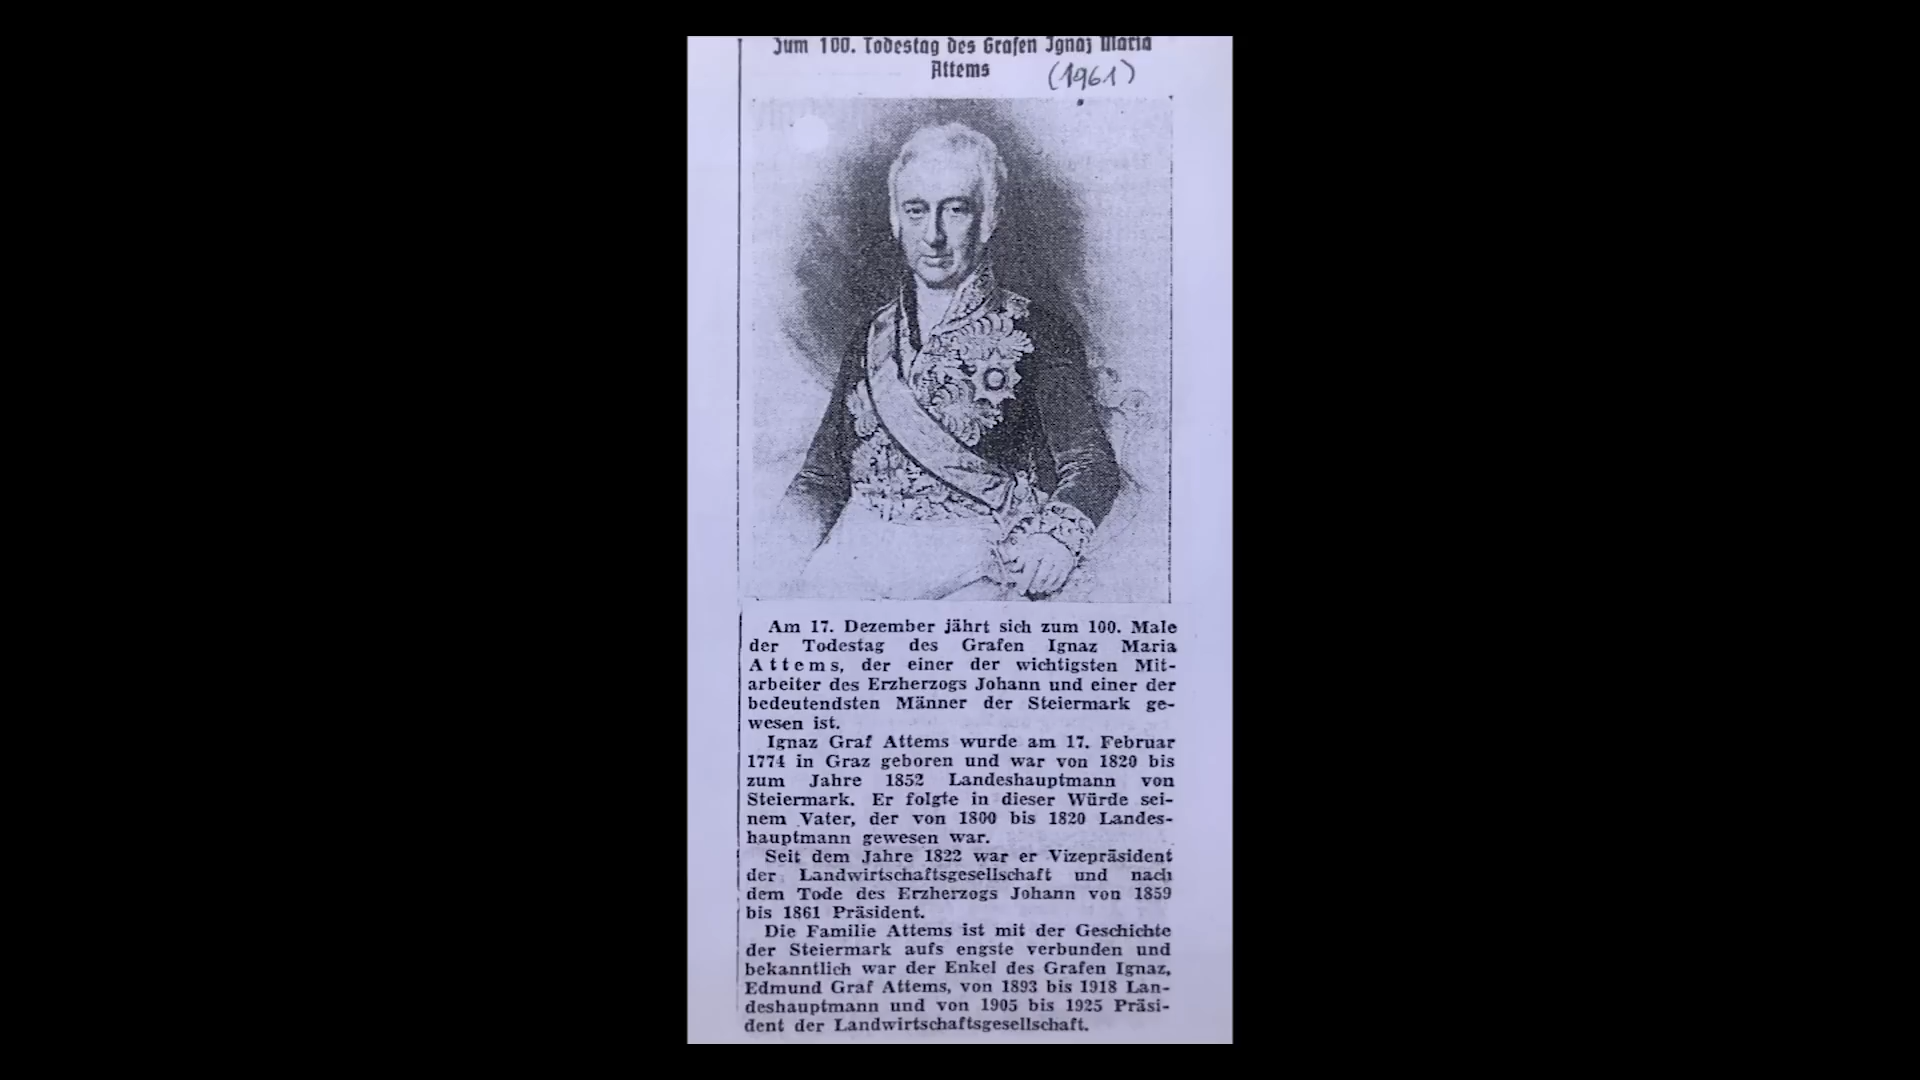 Zum 100. Todestag des Grafen Ignaz Maria
Attems
(1961)
Am 17. Dezember jährt sich zum 100. Male
der Todestag des Grafen Ignaz Maria
Attems, der einer der wichtigsten Mit-
arbeiter des Erzherzogs Johann und einer der
bedeutendsten Männer der Steiermark ge-
wesen ist.
Ignaz Graf Attems wurde am 17. Februar
1774 in Graz geboren und war von 1820 bis
zum Jahre 1852 Landeshauptmann von
Steiermark. Er folgte in dieser Würde sei-
nem Vater, der von 1800 bis 1820 Landes-
hauptmann gewesen war.
Seit dem Jahre 1822 war er Vizepräsident
der Landwirtschaftsgesellschaft und nach
dem Tode des Erzherzogs Johann von 1859
bis 1861 Präsident.
Die Familie Attems ist mit der Geschichte
der Steiermark aufs engste verbunden und
bekanntlich war der Enkel des Grafen Ignaz,
Edmund Graf Attems, von 1893 bis 1918 Lan-
deshauptmann und von 1905 bis 1925 Präsi-
dent der Landwirtschaftsgesellschaft.